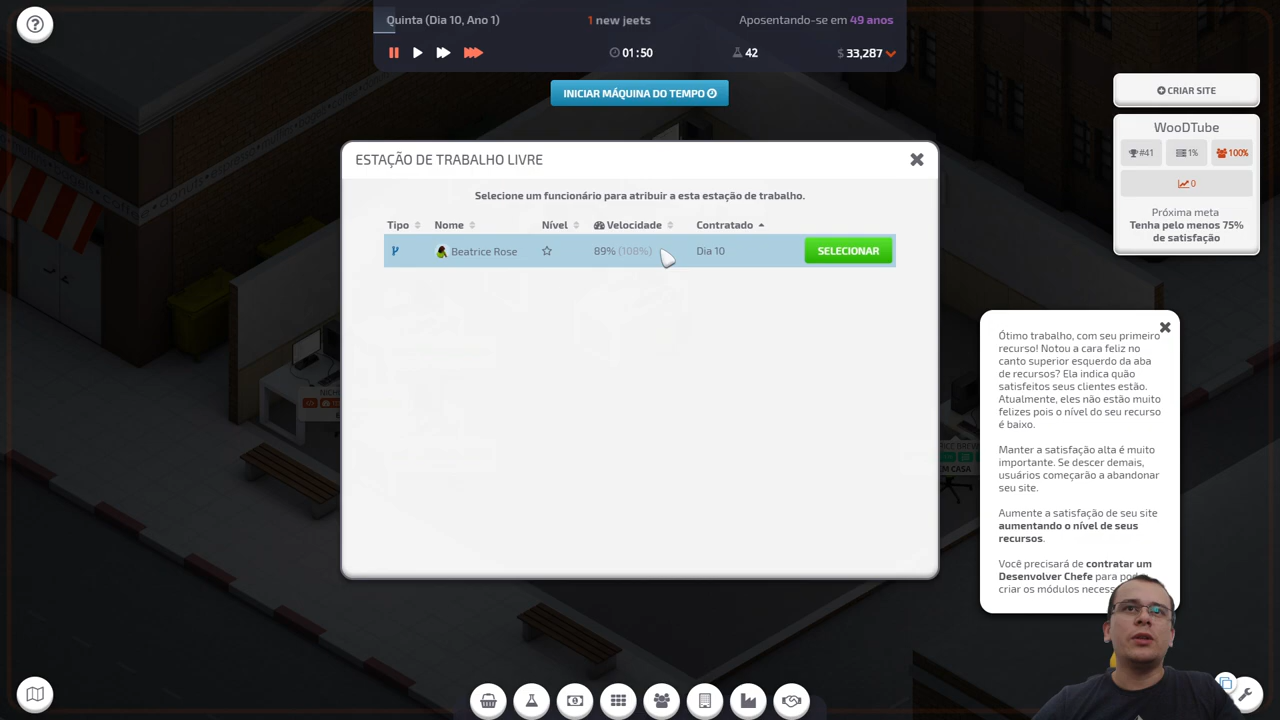 Quinta (Dia 10, Ano 1)
1 new jeets
Aposentando-se em 49 anos
01:50
42
$ 33,287
INICIAR MÁQUINA DO TEMPO
CRIAR SITE
WooDTube
#41
1%
100%
0
Próxima meta
Tenha pelo menos 75%
de satisfação
ESTAÇÃO DE TRABALHO LIVRE
Selecione um funcionário para atribuir a esta estação de trabalho.
Tipo Nome Nível Velocidade Contratado
Beatrice Rose 89% (108%) Dia 10 SELECIONAR
Ótimo trabalho, com seu primeiro
recurso! Notou a cara feliz no
canto superior esquerdo da aba
de recursos? Ela indica quão
satisfeitos seus clientes estão.
Atualmente, eles não estão muito
felizes pois o nível do seu recurso
é baixo.
Manter a satisfação alta é muito
importante. Se descer demais,
usuários começarão a abandonar
seu site.
Aumente a satisfação de seu site
aumentando o nível de seus
recursos.
Você precisará de contratar um
Desenvolver Chefe para
criar os módulos
coffee donuts
EM CASA